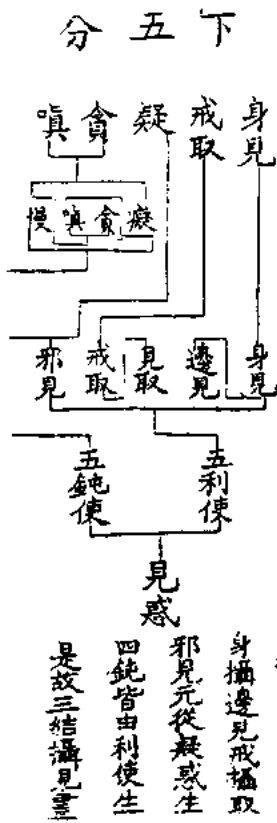 下五分
身見
戒取
疑
貪
嗔
癡
貪
嗔
慢
身見
邊見
見取
戒取
邪見
五利使
五鈍使
見惑
身攝邊見戒攝取
邪見元從疑惑生
四鈍皆由利使生
是故三結攝見盡